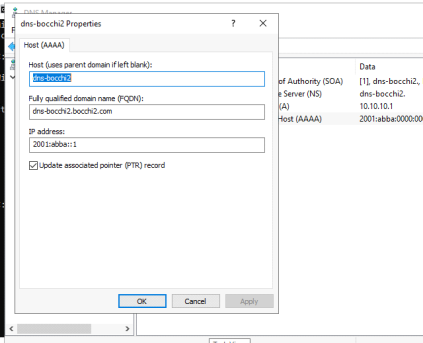 DNS Manager
dns-bocchi2 Properties
? X
Host (AAAA)
Host (uses parent domain if left blank):
dns-bocchi2
Fully qualified domain name (FQDN):
dns-bocchi2.bocchi2.com
IP address:
2001:abba::1
Update associated pointer (PTR) record
OK Cancel Apply
Data
of Authority (SOA) [1], dns-bocchi2.,
Server (NS) dns-bocchi2.
(A) 10.10.10.1
Host (AAAA) 2001:abba:0000:00